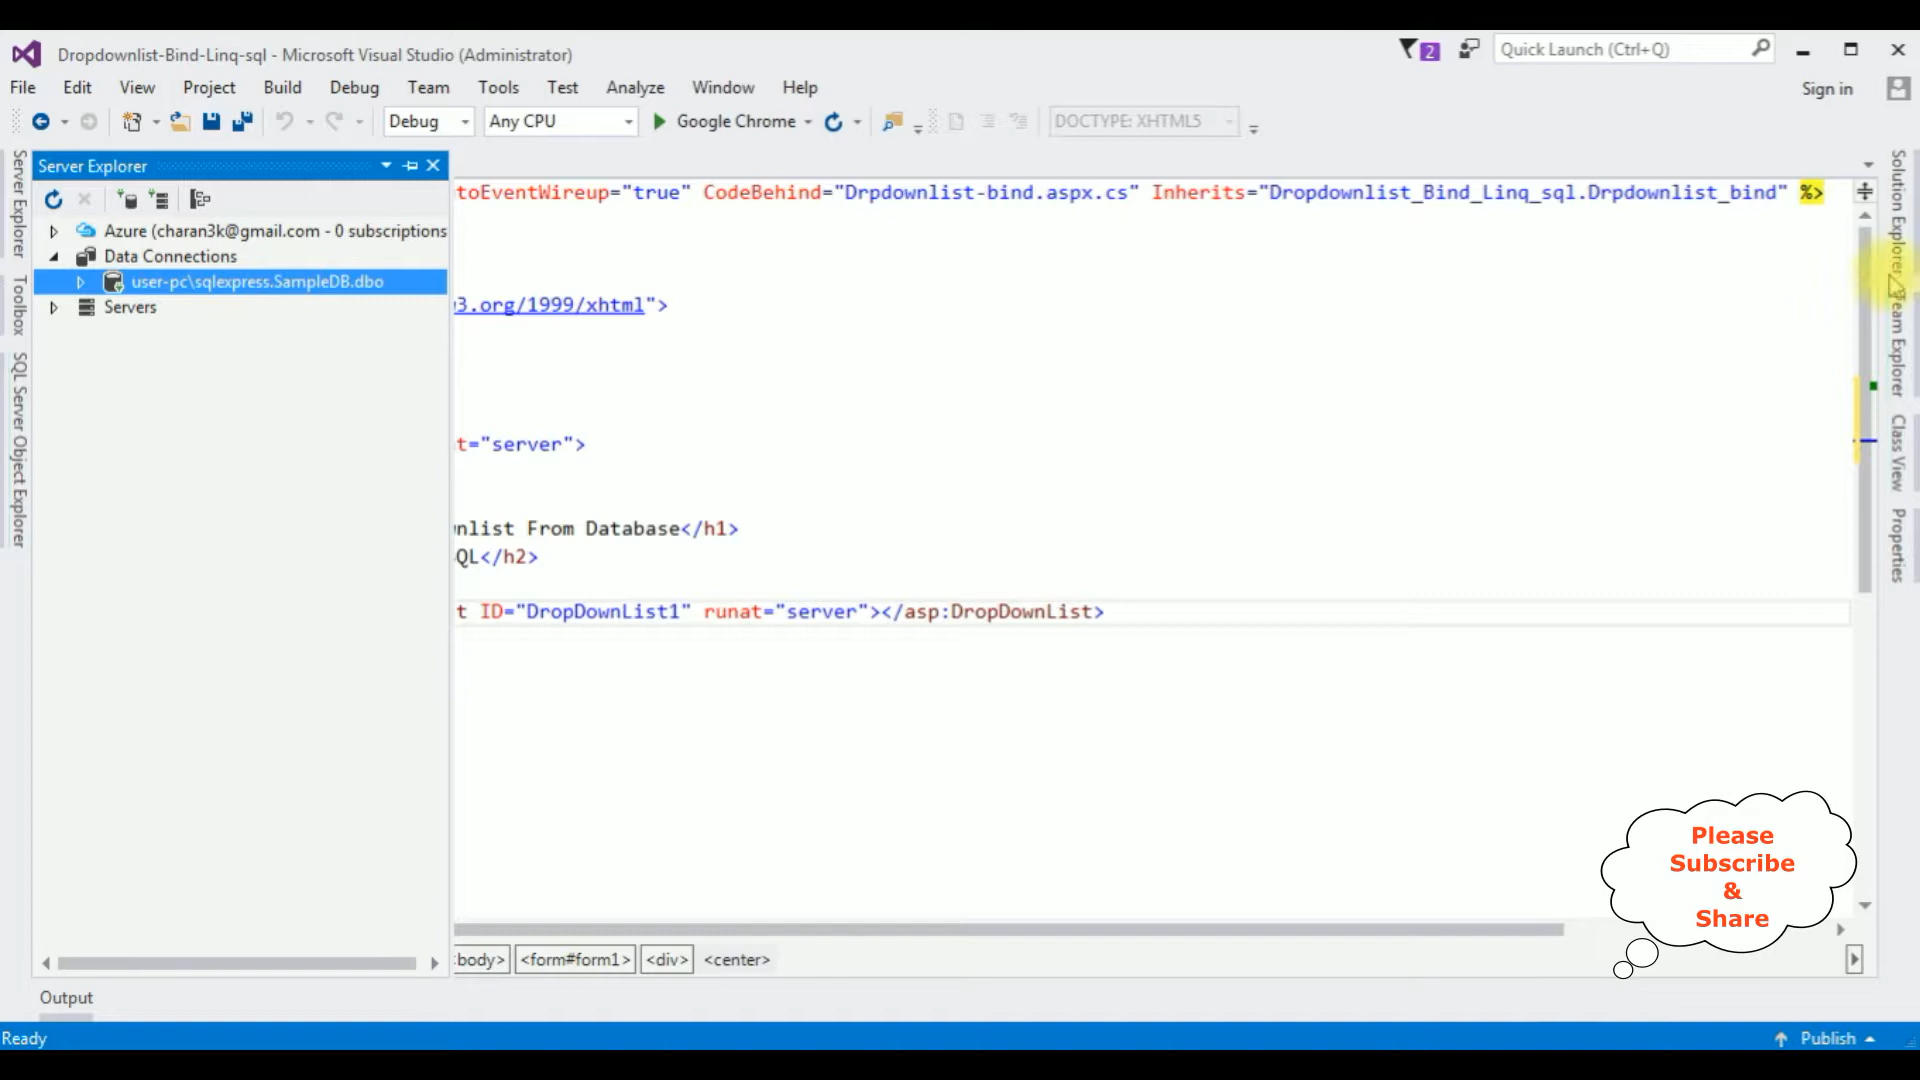 Dropdownlist-Bind-Linq-sql - Microsoft Visual Studio (Administrator)
2
Quick Launch (Ctrl+Q)
File Edit View Project Build Debug Team Tools Test Analyze Window Help
Sign in
Debug
Any CPU
Google Chrome
DOCTYPE: XHTML5
Server Explorer
Toolbox
SQL Server Object Explorer
Server Explorer
Azure (charan3k@gmail.com - 0 subscriptions
Data Connections
user-pc\sqlexpress.SampleDB.dbo
Servers
toEventWireup="true" CodeBehind="Drpdownlist-bind.aspx.cs" Inherits="Dropdownlist_Bind_Linq_sql.Drpdownlist_bind" %>
3.org/1999/xhtml">
t="server">
nlist From Database</h1>
QL</h2>
t ID="DropDownList1" runat="server"></asp:DropDownList>
body> <form#form1> <div> <center>
Solution Explorer
Team Explorer
Class View
Properties
Please
Subscribe
&
Share
Output
Ready
Publish